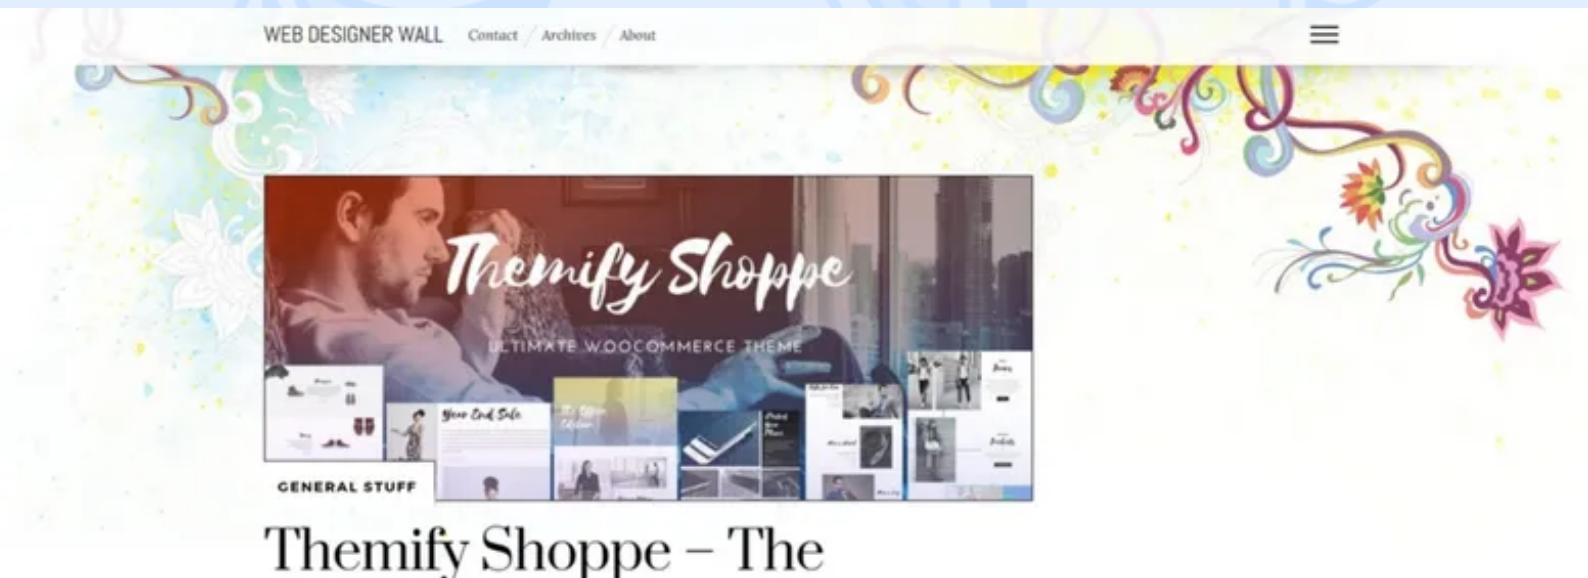 WEB DESIGNER WALL Contact / Archives / About
Themify Shoppe
ULTIMATE WOOCOMMERCE THEME
Year End Sale
GENERAL STUFF
Themify Shoppe – The